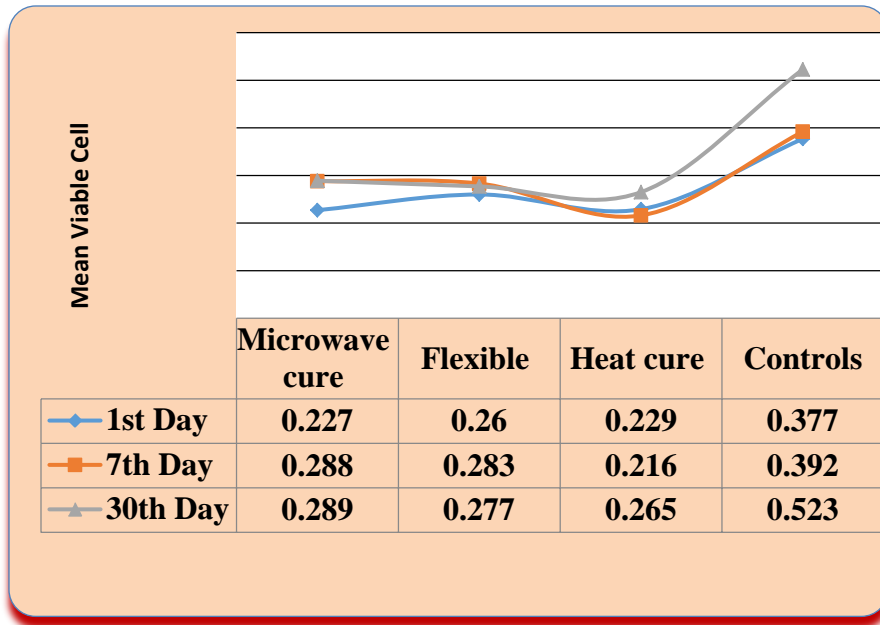 Mean Viable Cell
Microwave cure Flexible Heat cure Controls
1st Day 0.227 0.26 0.229 0.377
7th Day 0.288 0.283 0.216 0.392
30th Day 0.289 0.277 0.265 0.523